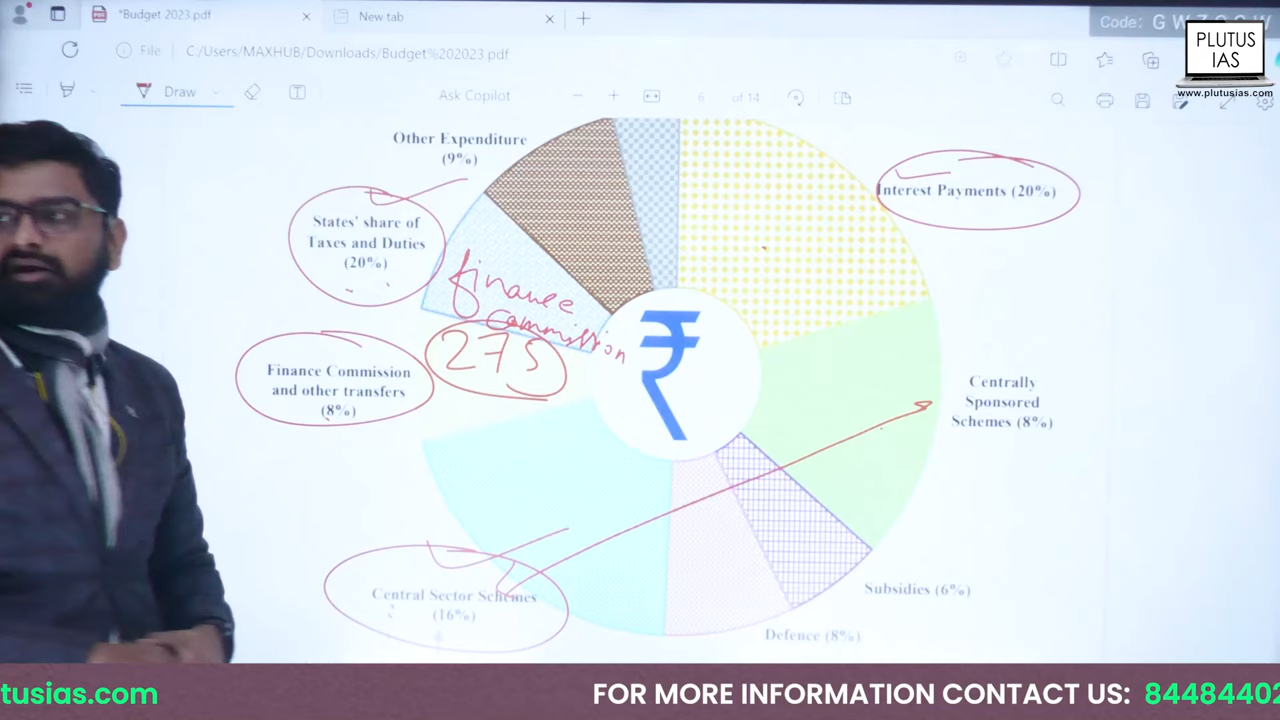 *Budget 2023.pdf
New tab
Code: G W
PLUTUS
IAS
www.plutusias.com
File
C:/Users/MAXHUB/Downloads/Budget%202023.pdf
Draw
Ask Copilot
6
of 14
Other Expenditure
(9%)
Interest Payments (20%)
States' share of
Taxes and Duties
(20%)
finance
commission
275
Finance Commission
and other transfers
(8%)
₹
Centrally
Sponsored
Schemes (8%)
Central Sector Schemes
(16%)
Subsidies (6%)
Defence (8%)
tusias.com
FOR MORE INFORMATION CONTACT US: 84484402